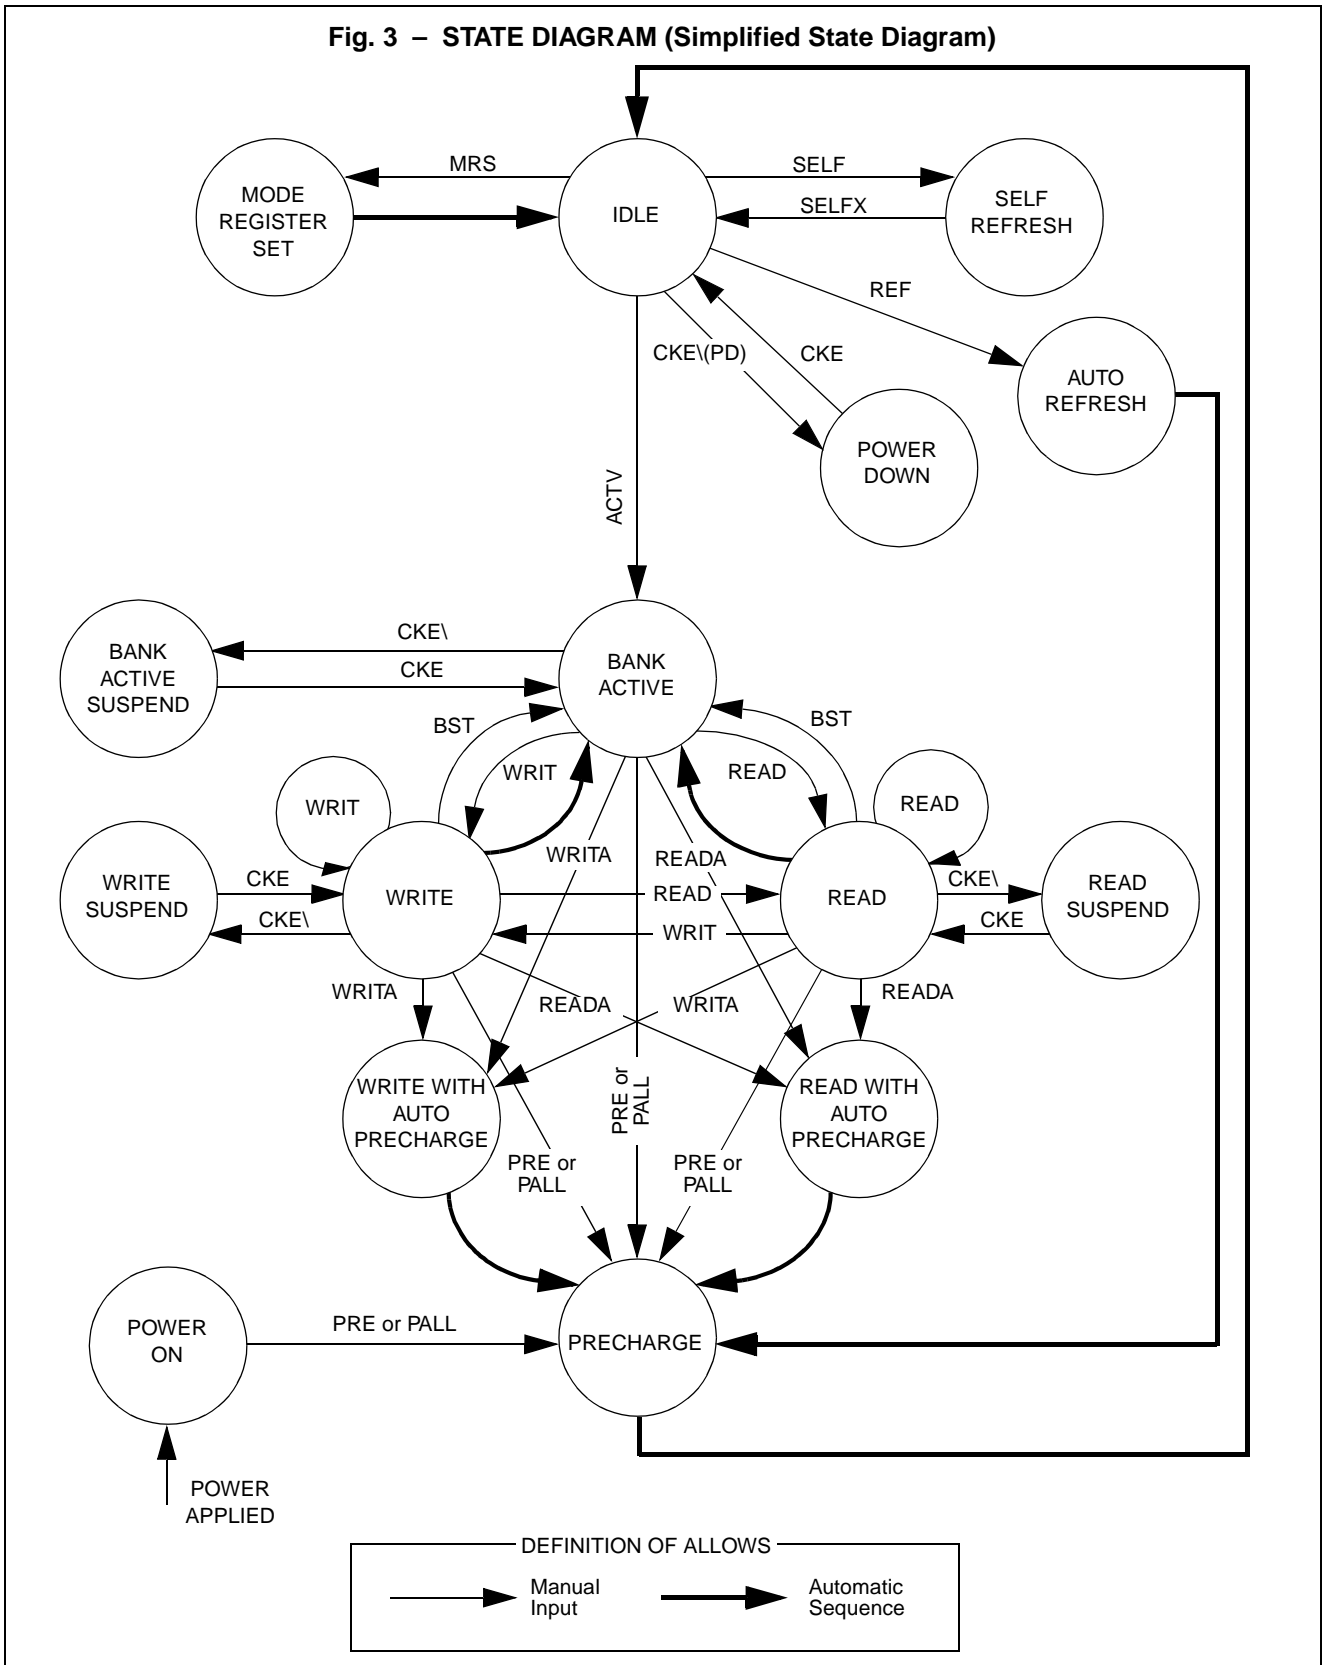 Fig. 3 – STATE DIAGRAM (Simplified State Diagram)
MRS
SELF
MODE
REGISTER
SET
IDLE
SELFX
SELF
REFRESH
REF
CKE\(PD)
CKE
AUTO
REFRESH
POWER
DOWN
ACTV
BANK
ACTIVE
SUSPEND
CKE\
CKE
BANK
ACTIVE
BST
BST
WRIT
READ
WRIT
READ
WRITA
READA
WRITE
SUSPEND
CKE
CKE\
WRITE
READ
WRIT
READ
CKE\
CKE
READ
SUSPEND
WRITA
READA
WRITA
READA
WRITE WITH
AUTO
PRECHARGE
PRE or
PALL
READ WITH
AUTO
PRECHARGE
PRE or
PALL
PRE or
PALL
POWER
ON
PRE or PALL
PRECHARGE
POWER
APPLIED
DEFINITION OF ALLOWS
Manual
Input
Automatic
Sequence